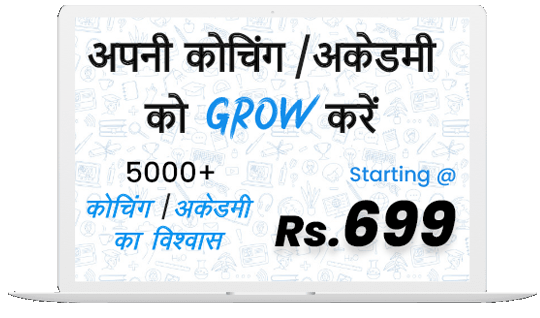 अपनी कोचिंग /अकेडमी
को GROW करें
5000+
कोचिंग /अकेडमी
का विश्वास
Starting @
Rs.699